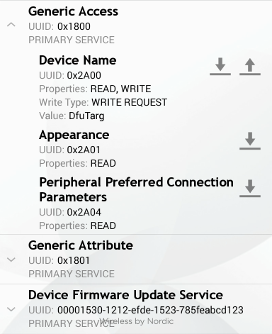 Generic Access
UUID: 0x1800
PRIMARY SERVICE
Device Name
UUID: 0x2A00
Properties: READ, WRITE
Write Type: WRITE REQUEST
Value: DfuTarg
Appearance
UUID: 0x2A01
Properties: READ
Peripheral Preferred Connection
Parameters
UUID: 0x2A04
Properties: READ
Generic Attribute
UUID: 0x1801
PRIMARY SERVICE
Device Firmware Update Service
UUID: 00001530-1212-efde-1523-785feabcd123
PRIMARY SERVICE
Wireless by Nordic